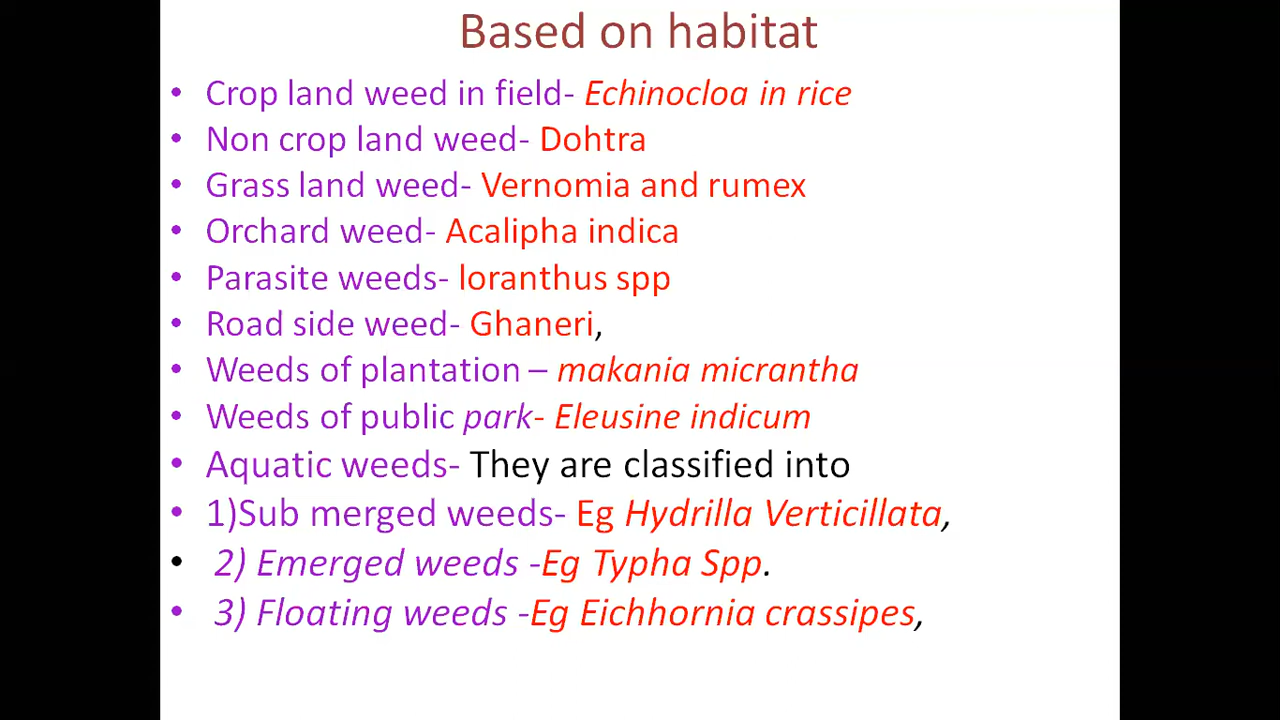 Based on habitat
• Crop land weed in field- Echinocloa in rice
• Non crop land weed- Dohtra
• Grass land weed- Vernomia and rumex
• Orchard weed- Acalipha indica
• Parasite weeds- loranthus spp
• Road side weed- Ghaneri,
• Weeds of plantation – makania micrantha
• Weeds of public park- Eleusine indicum
• Aquatic weeds- They are classified into
• 1)Sub merged weeds- Eg Hydrilla Verticillata,
• 2) Emerged weeds -Eg Typha Spp.
• 3) Floating weeds -Eg Eichhornia crassipes,